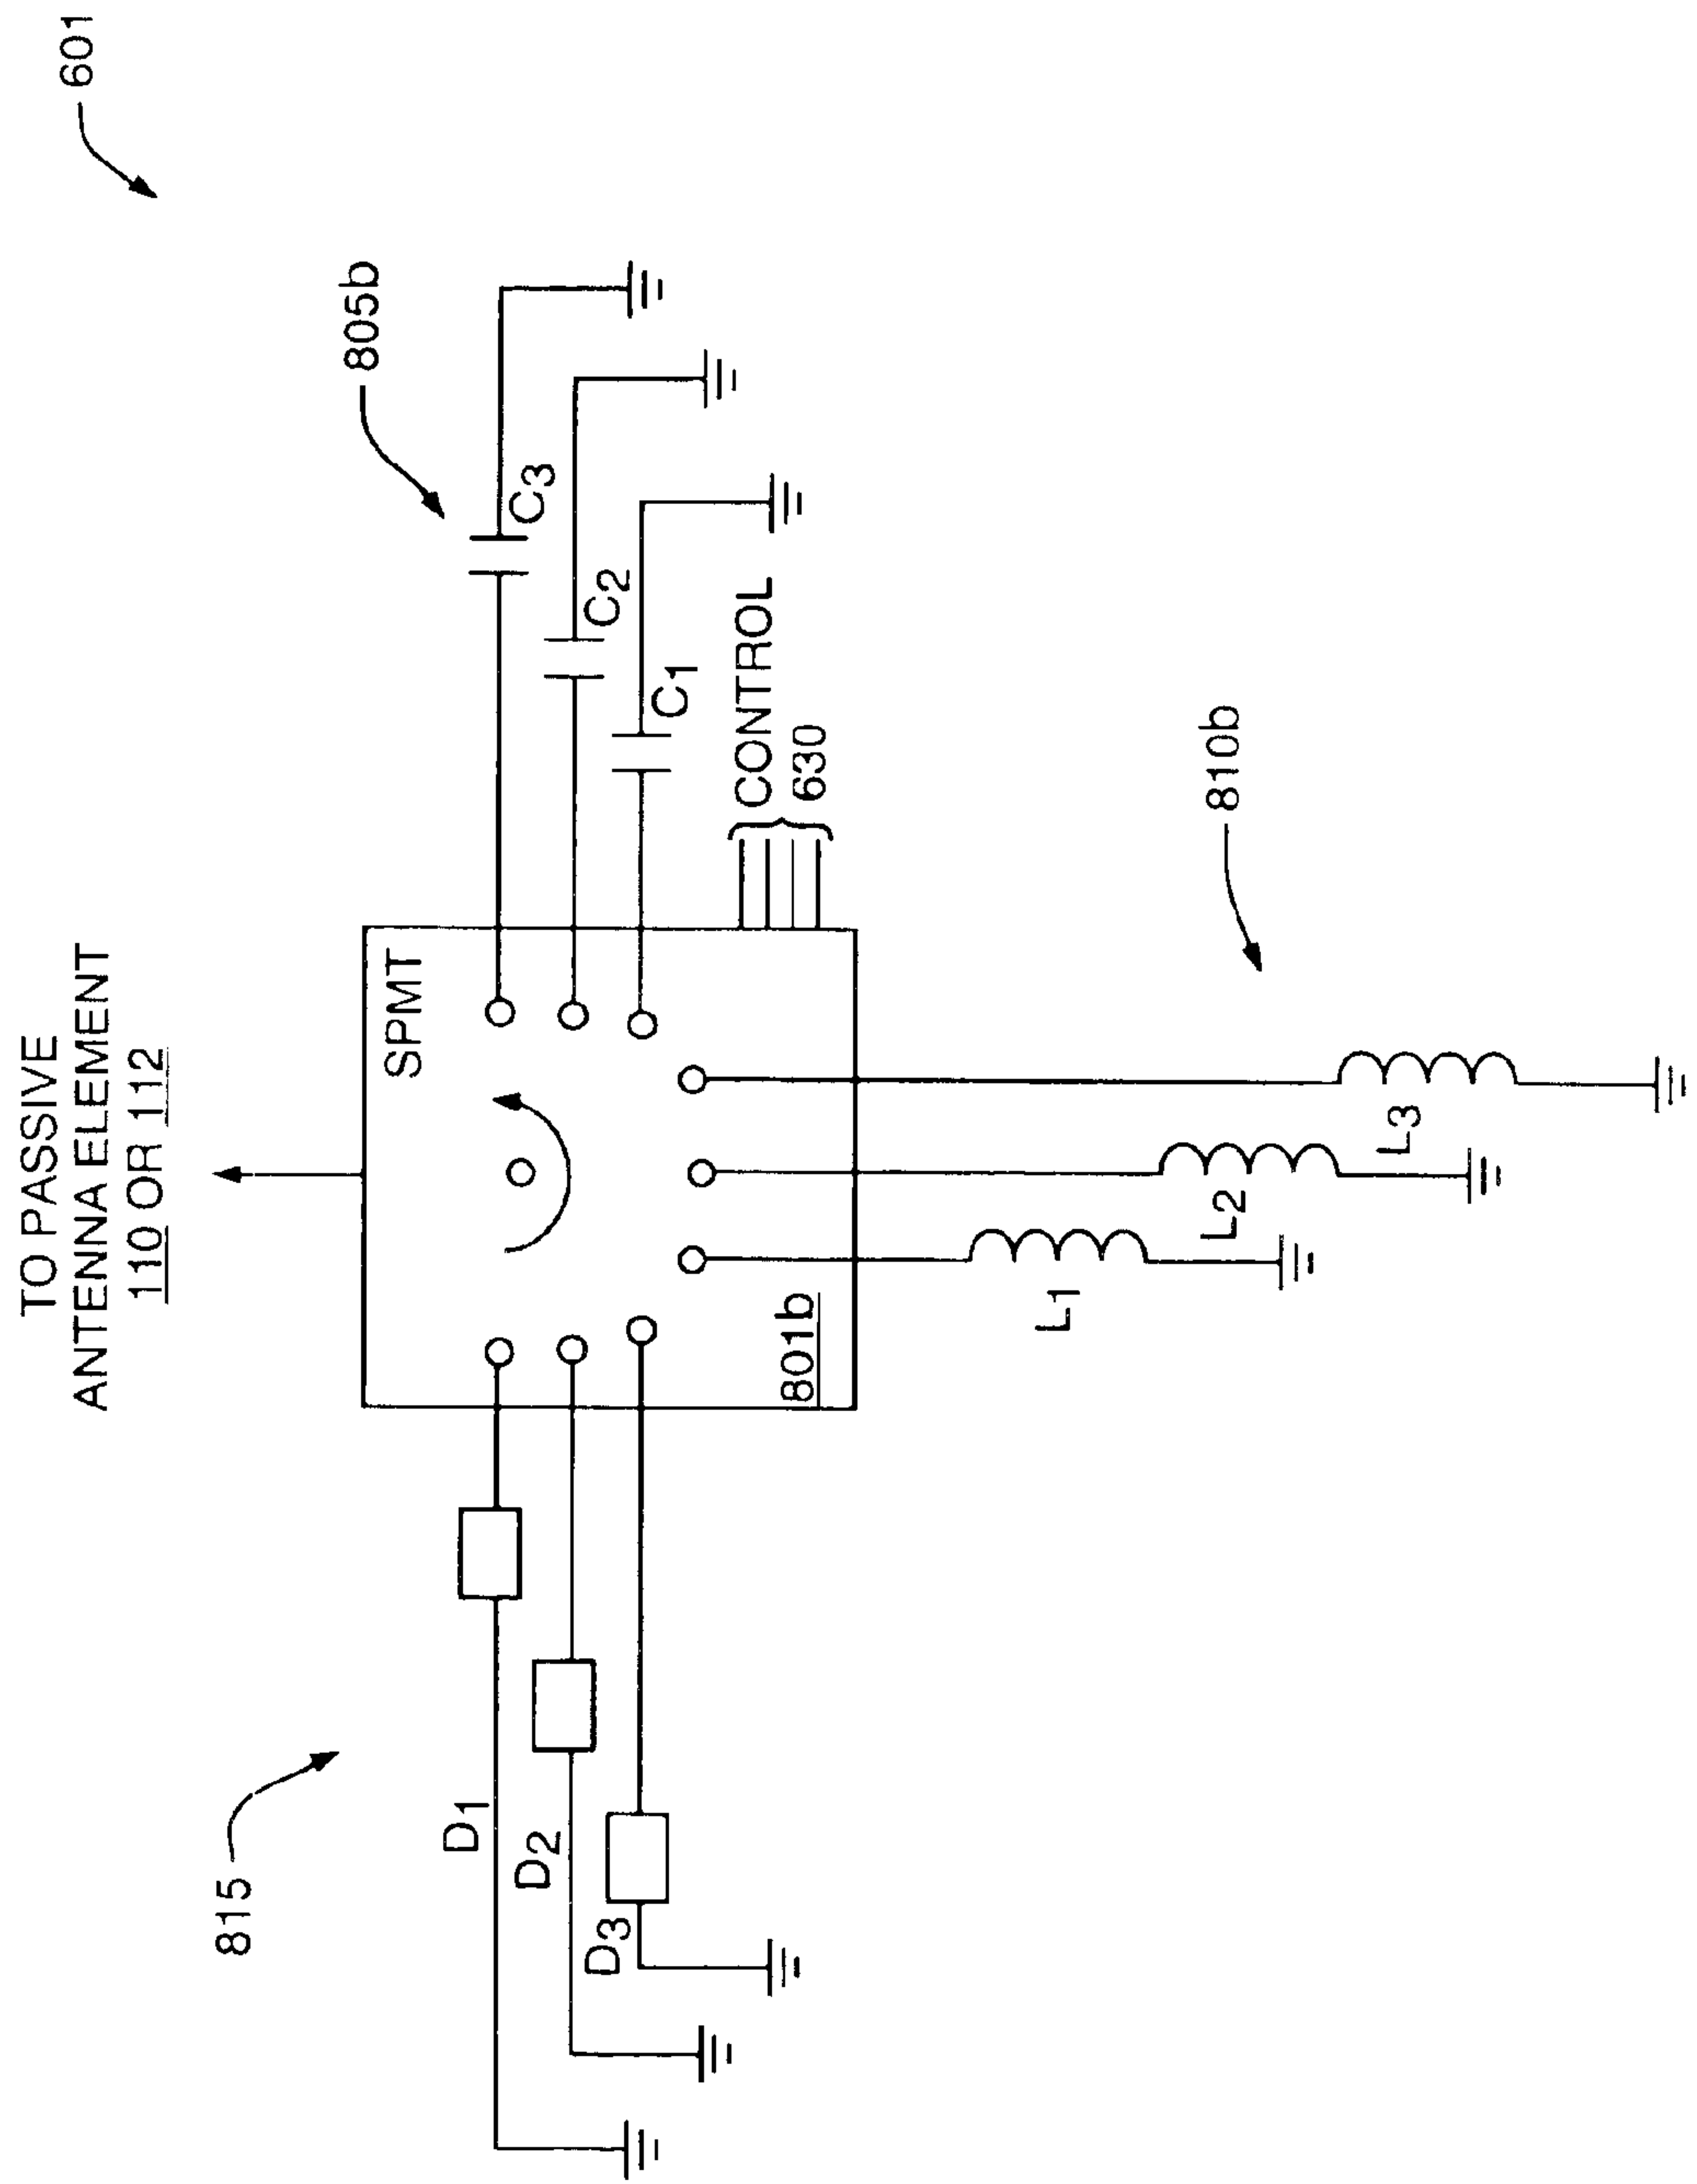 601
TO PASSIVE
ANTENNA ELEMENT
110 OR 112
815
805b
SPMT
D1
D2
D3
C3
C2
C1
CONTROL
630
801b
L1
L2
L3
810b